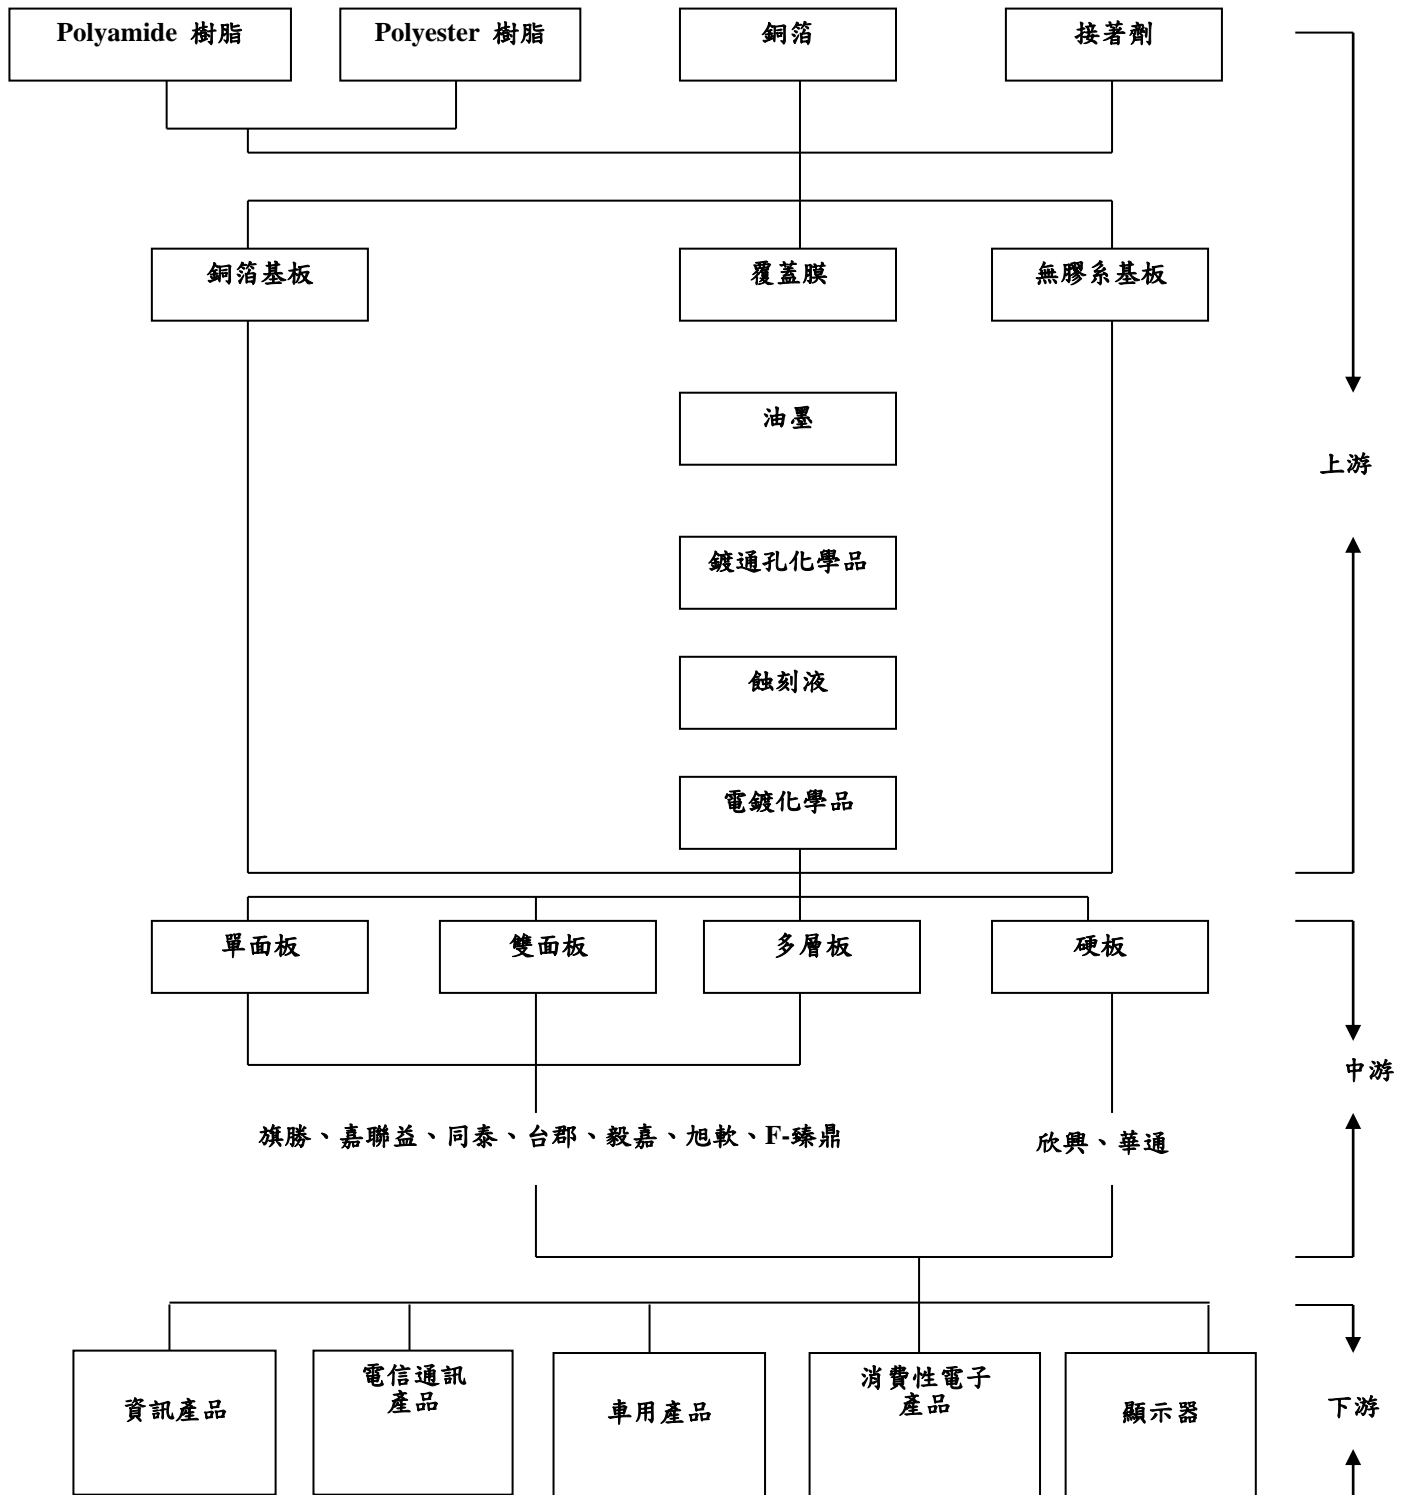 Polyamide 樹脂
Polyester 樹脂
銅箔
接著劑
銅箔基板
覆蓋膜
無膠系基板
油墨
上游
鍍通孔化學品
蝕刻液
電鍍化學品
單面板
雙面板
多層板
硬板
中游
旗勝、嘉聯益、同泰、台郡、毅嘉、旭軟、F-臻鼎
欣興、華通
資訊產品
電信通訊
產品
車用產品
消費性電子
產品
顯示器
下游